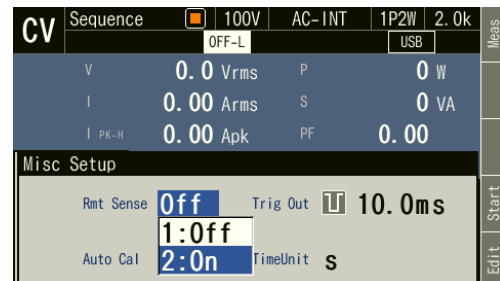 CV Sequence 100V AC-INT 1P2W 2.0k
OFF-L USB
Meas
V 0.0 Vrms P 0 W
I 0.00 Arms S 0 VA
I PK-H 0.00 Apk PF 0.00
Misc Setup
Rmt Sense Off Trig Out 10.0ms
1:Off
Auto Cal 2:On TimeUnit s
Start
Edit